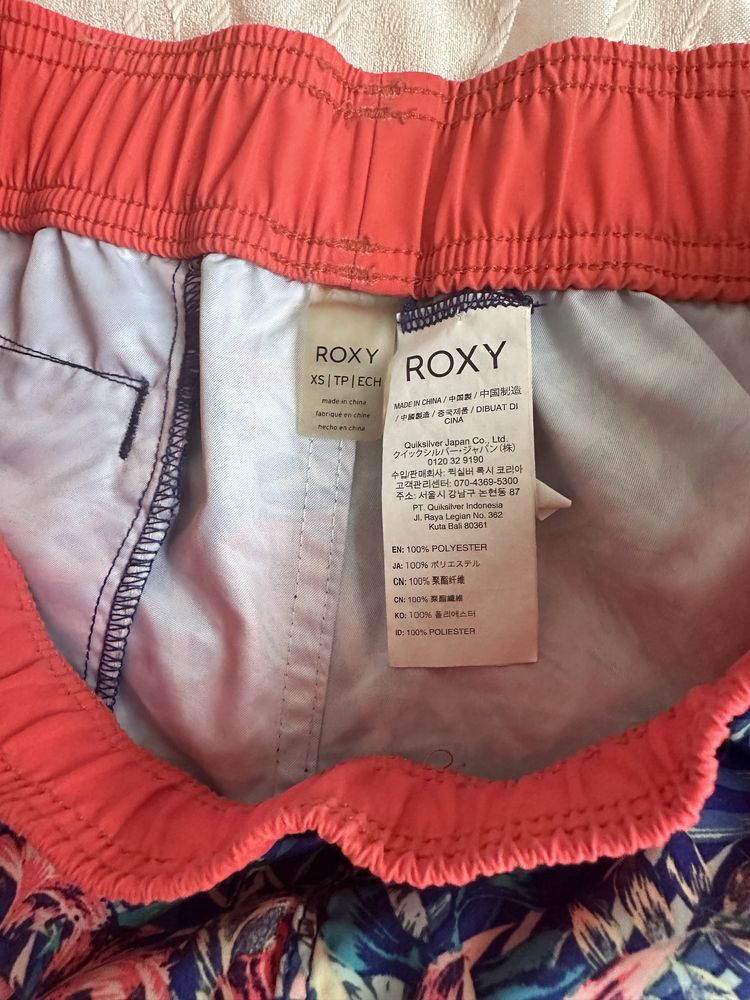 ROXY
XS | TP | ECH
made in china
fabriqué en chine
hecho en china
ROXY
MADE IN CHINA / 中国製 / 中国制造
/ 中國製造 / 중국제품 / DIBUAT DI
CINA
Quiksilver Japan Co., Ltd.
クイックシルバー・ジャパン(株)
0120 32 9190
수입/판매회사: 퀵실버 록시 코리아
고객관리센터: 070-4369-5300
주소: 서울시 강남구 논현동 87
PT. Quiksilver Indonesia
Jl. Raya Legian No. 362
Kuta Bali 80361
EN: 100% POLYESTER
JA: 100% ポリエステル
CN: 100% 聚酯纤维
CN: 100% 聚酯纖維
KO: 100% 폴리에스터
ID: 100% POLIESTER